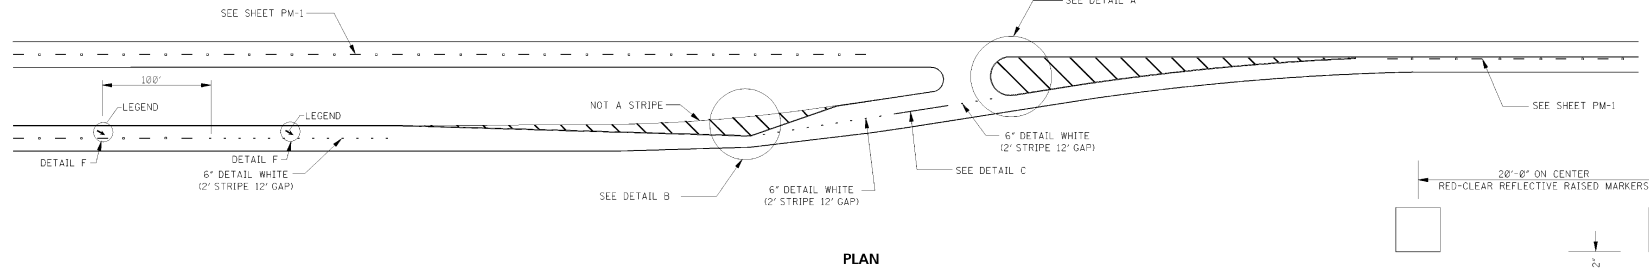 SEE DETAIL A
SEE SHEET PM-1
100'
LEGEND
LEGEND
NOT A STRIPE
SEE SHEET PM-1
6" DETAIL WHITE
(2' STRIPE 12' GAP)
DETAIL F
DETAIL F
6" DETAIL WHITE
(2' STRIPE 12' GAP)
SEE DETAIL C
SEE DETAIL B
6" DETAIL WHITE
(2' STRIPE 12' GAP)
20'-0" ON CENTER
RED-CLEAR REFLECTIVE RAISED MARKERS
2"
PLAN